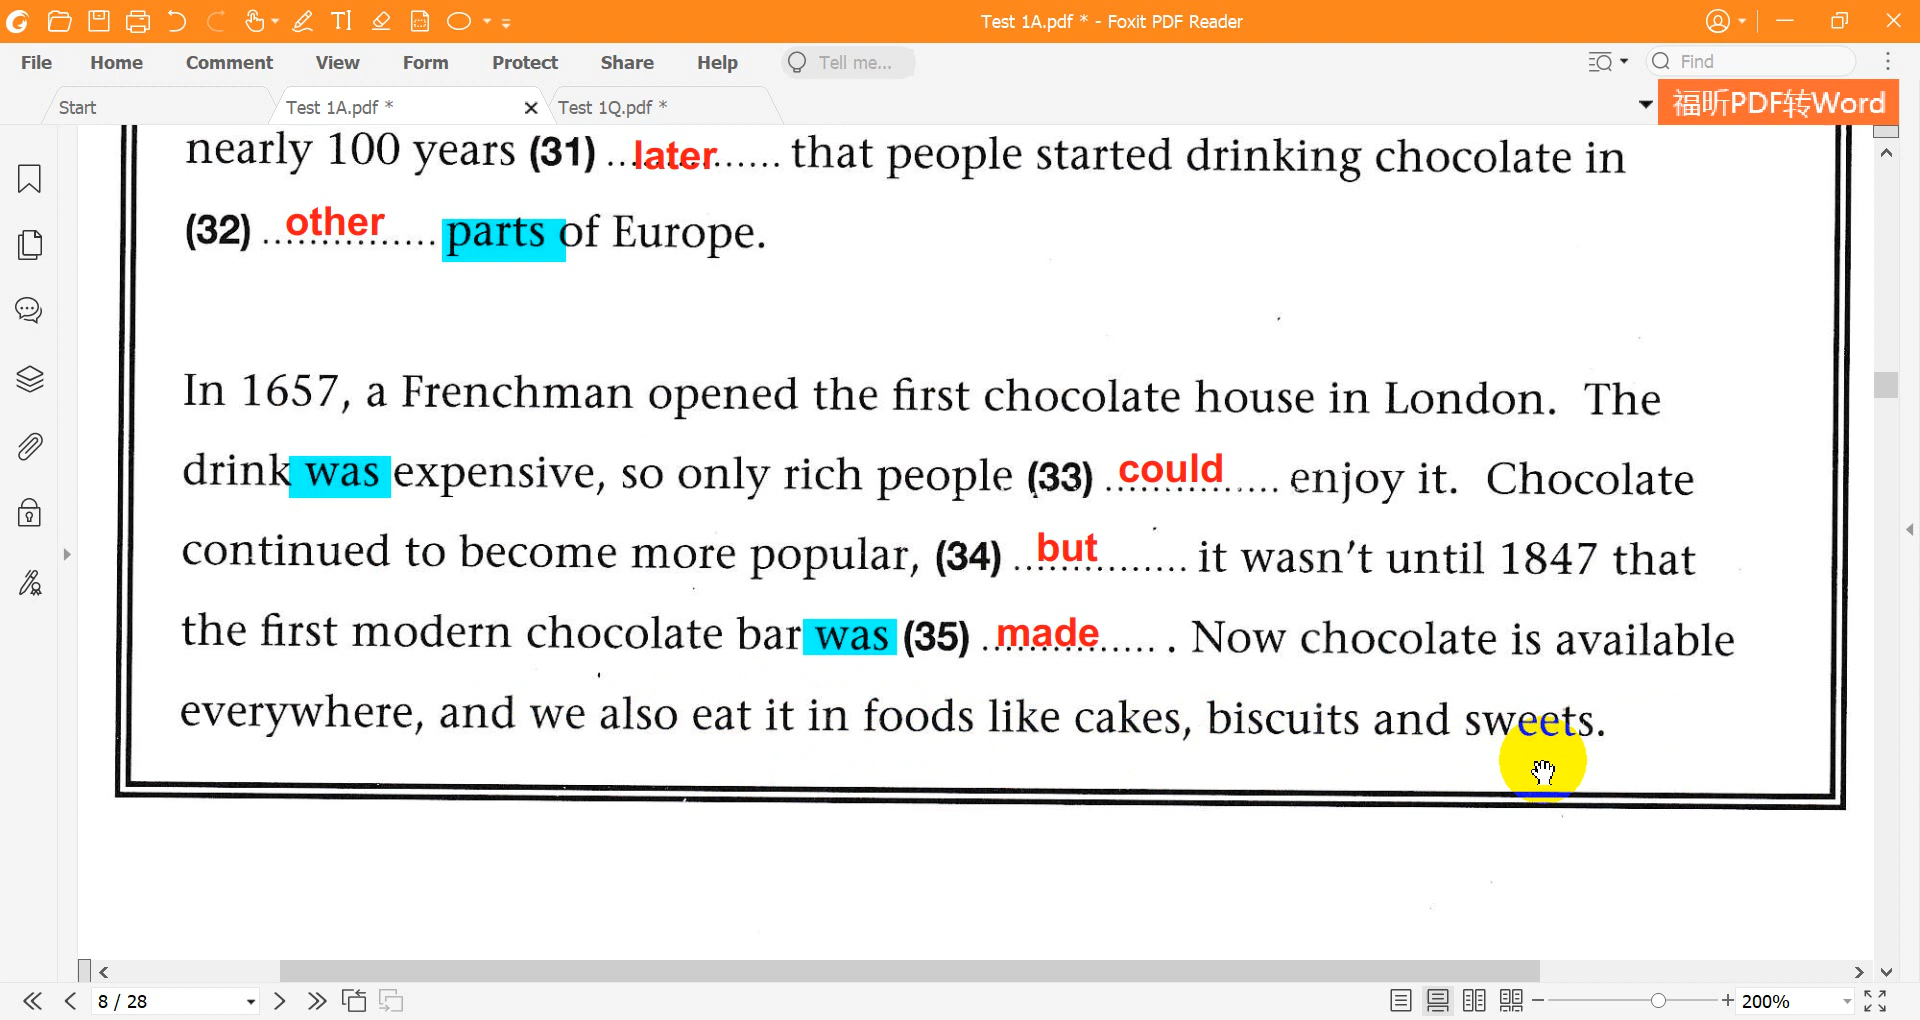 Test 1A.pdf * - Foxit PDF Reader
File Home Comment View Form Protect Share Help Tell me... Find
Start Test 1A.pdf * Test 1Q.pdf * 福昕PDF转Word
nearly 100 years (31) ..later...... that people started drinking chocolate in
(32) ..other...... parts of Europe.
In 1657, a Frenchman opened the first chocolate house in London. The
drink was expensive, so only rich people (33) ..could...... enjoy it. Chocolate
continued to become more popular, (34) ..but...... it wasn't until 1847 that
the first modern chocolate bar was (35) ..made...... . Now chocolate is available
everywhere, and we also eat it in foods like cakes, biscuits and sweets.
8 / 28 200%